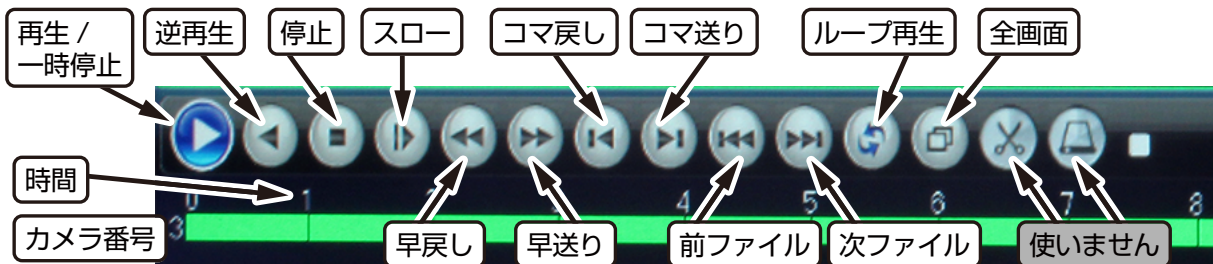 再生 /
一時停止
逆再生
停止
スロー
コマ戻し
コマ送り
ループ再生
全画面
時間
0 1 2 3 4 5 6 7 8
カメラ番号
3
早戻し
早送り
前ファイル
次ファイル
使いません